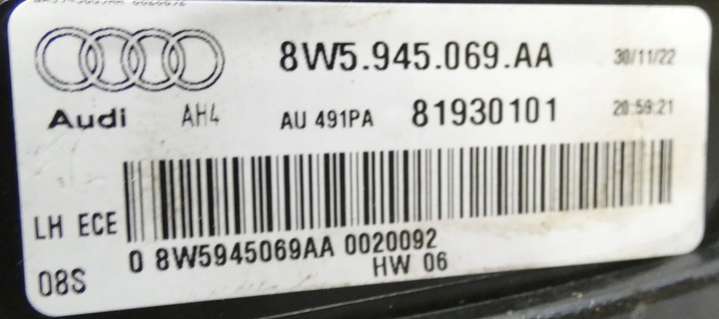 8W5.945.069.AA 30/11/22
Audi AH4 AU 491PA 81930101 20:59:21
LH ECE
0 8W5945069AA 0020092
08S HW 06